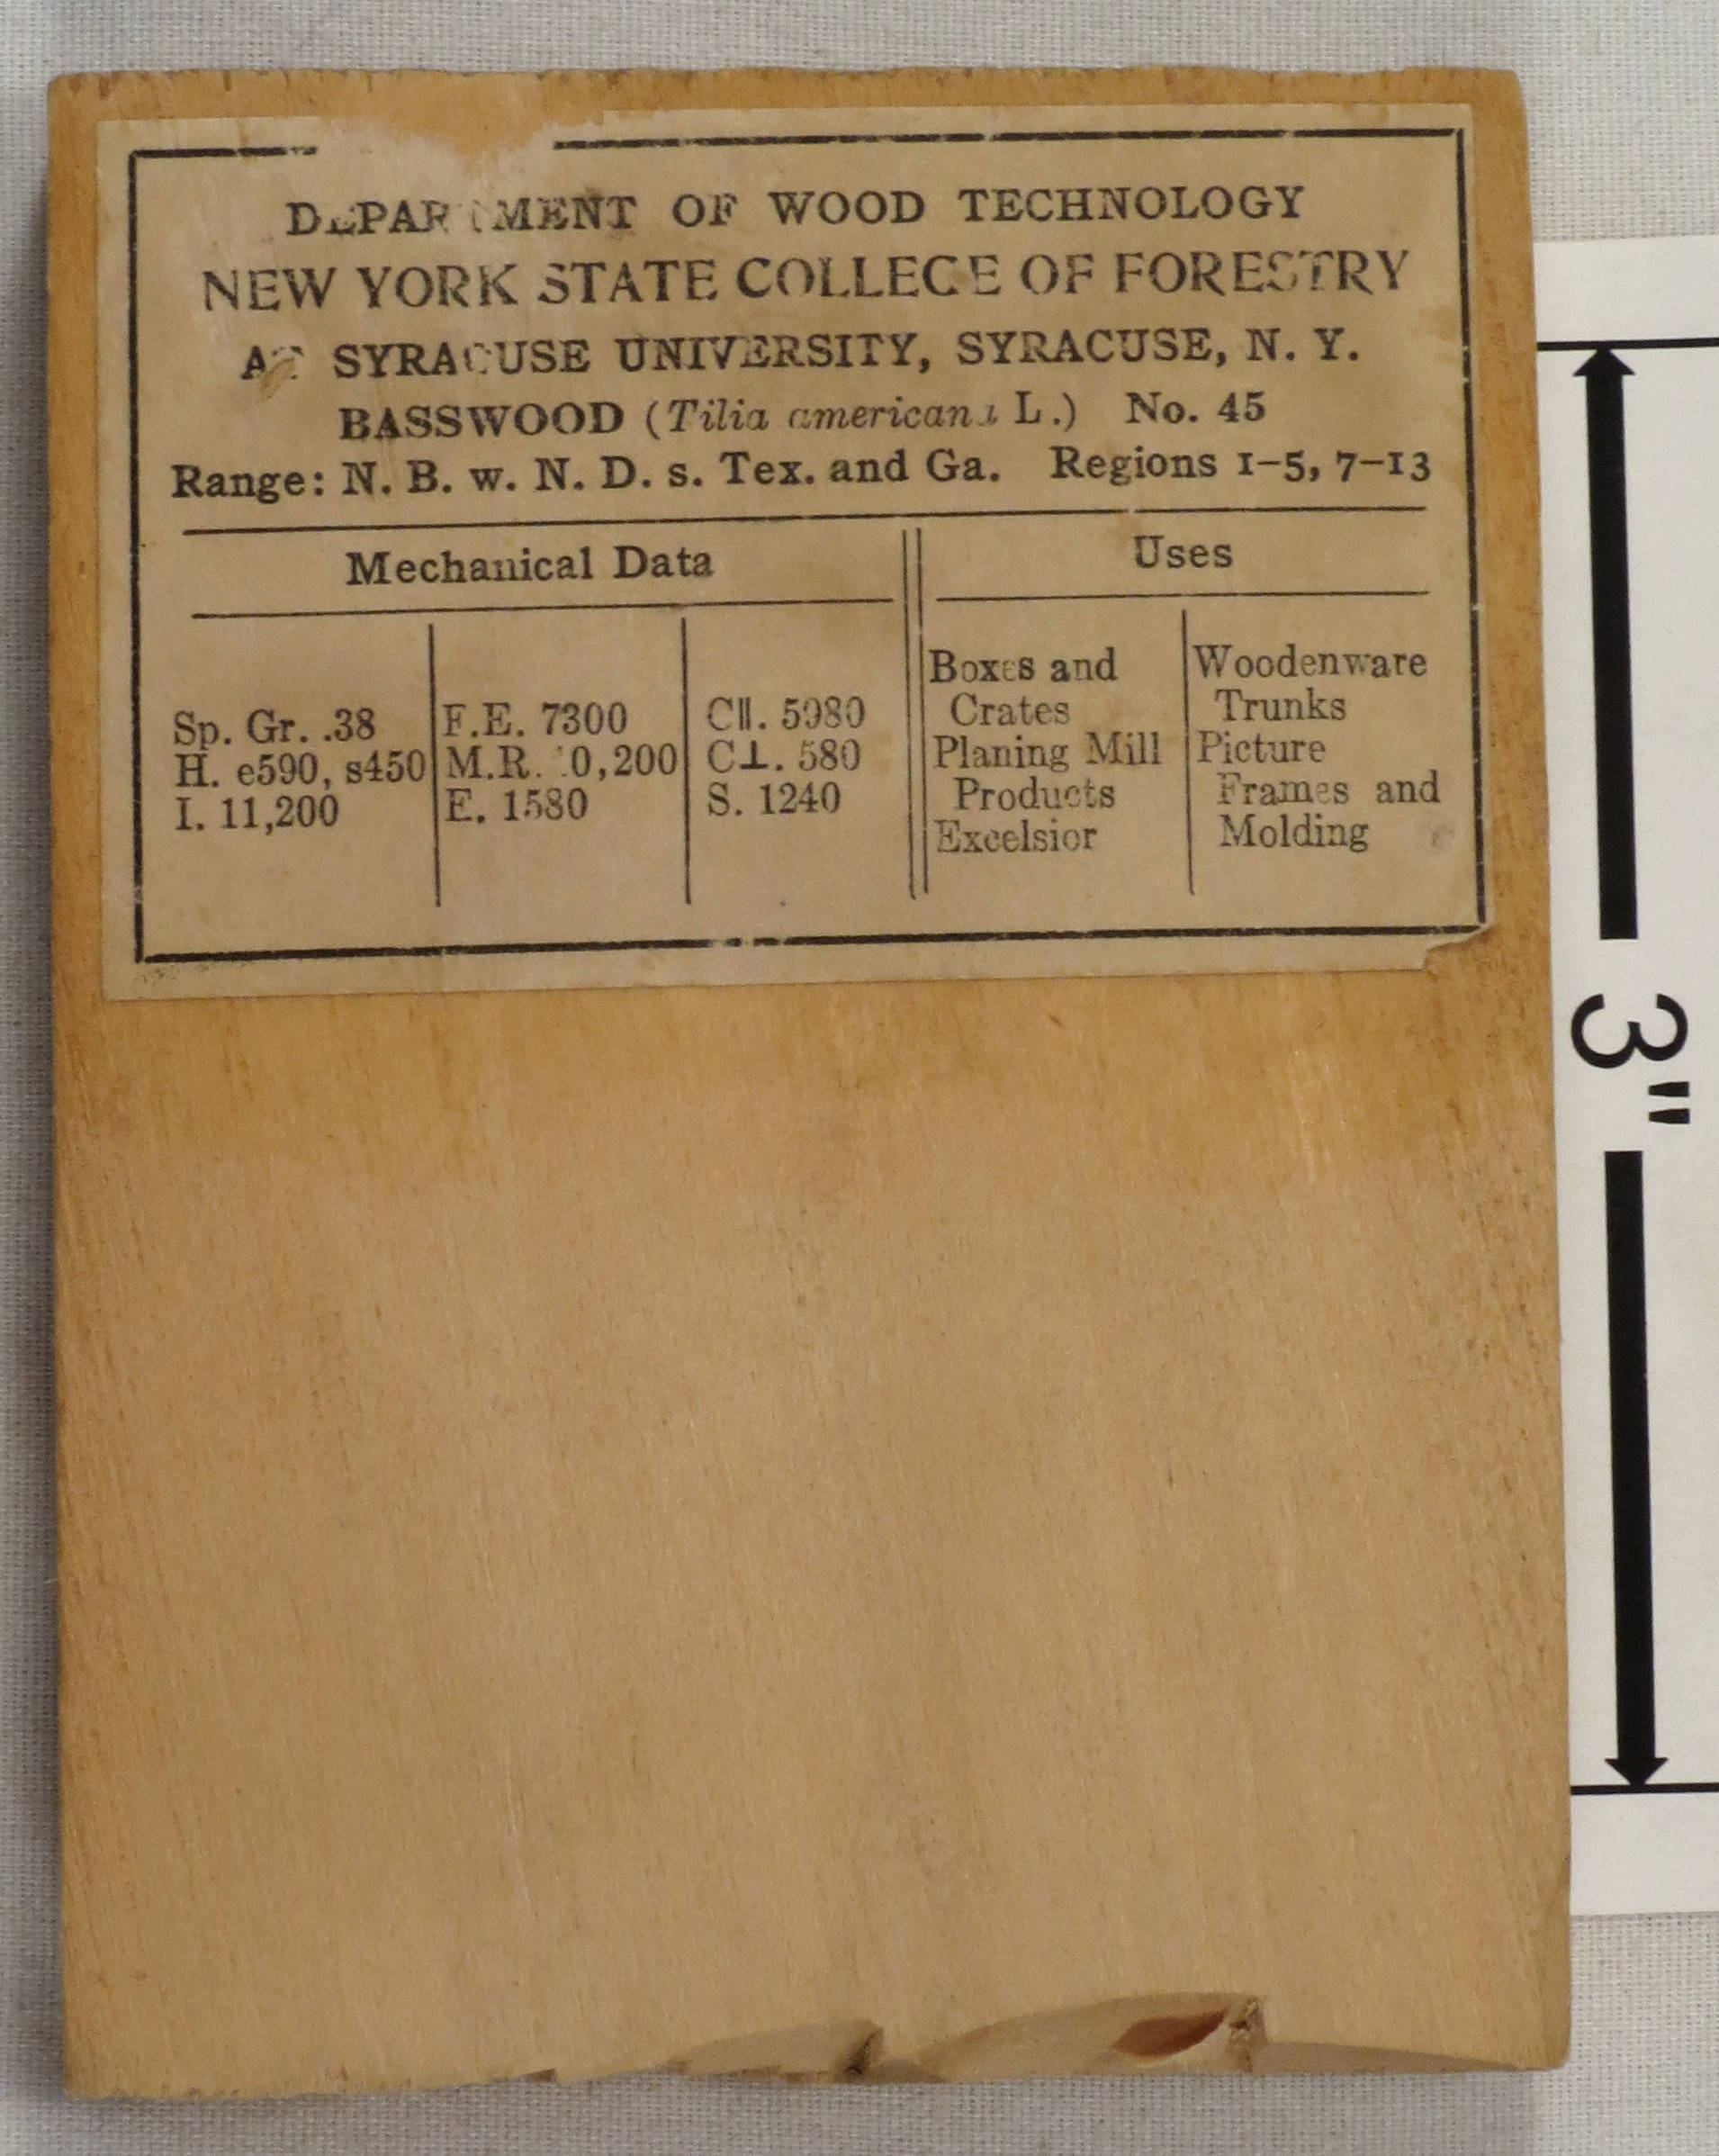 DEPARTMENT OF WOOD TECHNOLOGY
NEW YORK STATE COLLEGE OF FORESTRY
AT SYRACUSE UNIVERSITY, SYRACUSE, N. Y.
BASSWOOD (Tilia americana L.) No. 45
Range: N. B. w. N. D. s. Tex. and Ga. Regions 1-5, 7-13
Mechanical Data
Sp. Gr. .38
H. e590, s450
I. 11,200
F.E. 7300
M.R. 10,200
E. 1580
C||. 5980
C⊥. 580
S. 1240
Uses
Boxes and
Crates
Planing Mill
Products
Excelsior
Woodenware
Trunks
Picture
Frames and
Molding
3"